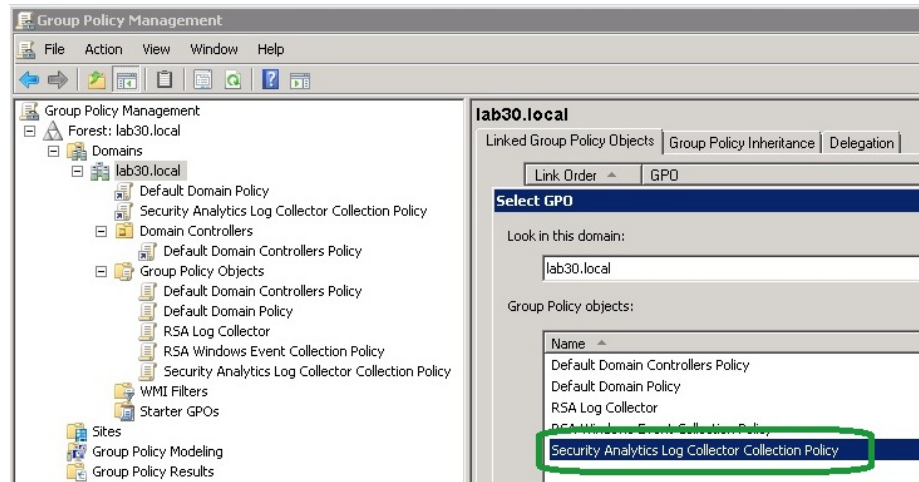 Group Policy Management
File Action View Window Help
Group Policy Management
Forest: lab30.local
Domains
lab30.local
Default Domain Policy
Security Analytics Log Collector Collection Policy
Domain Controllers
Default Domain Controllers Policy
Group Policy Objects
Default Domain Controllers Policy
Default Domain Policy
RSA Log Collector
RSA Windows Event Collection Policy
Security Analytics Log Collector Collection Policy
WMI Filters
Starter GPOs
Sites
Group Policy Modeling
Group Policy Results
lab30.local
Linked Group Policy Objects Group Policy Inheritance Delegation
Link Order GPO
Select GPO
Look in this domain:
lab30.local
Group Policy objects:
Name
Default Domain Controllers Policy
Default Domain Policy
RSA Log Collector
RSA Windows Event Collection Policy
Security Analytics Log Collector Collection Policy